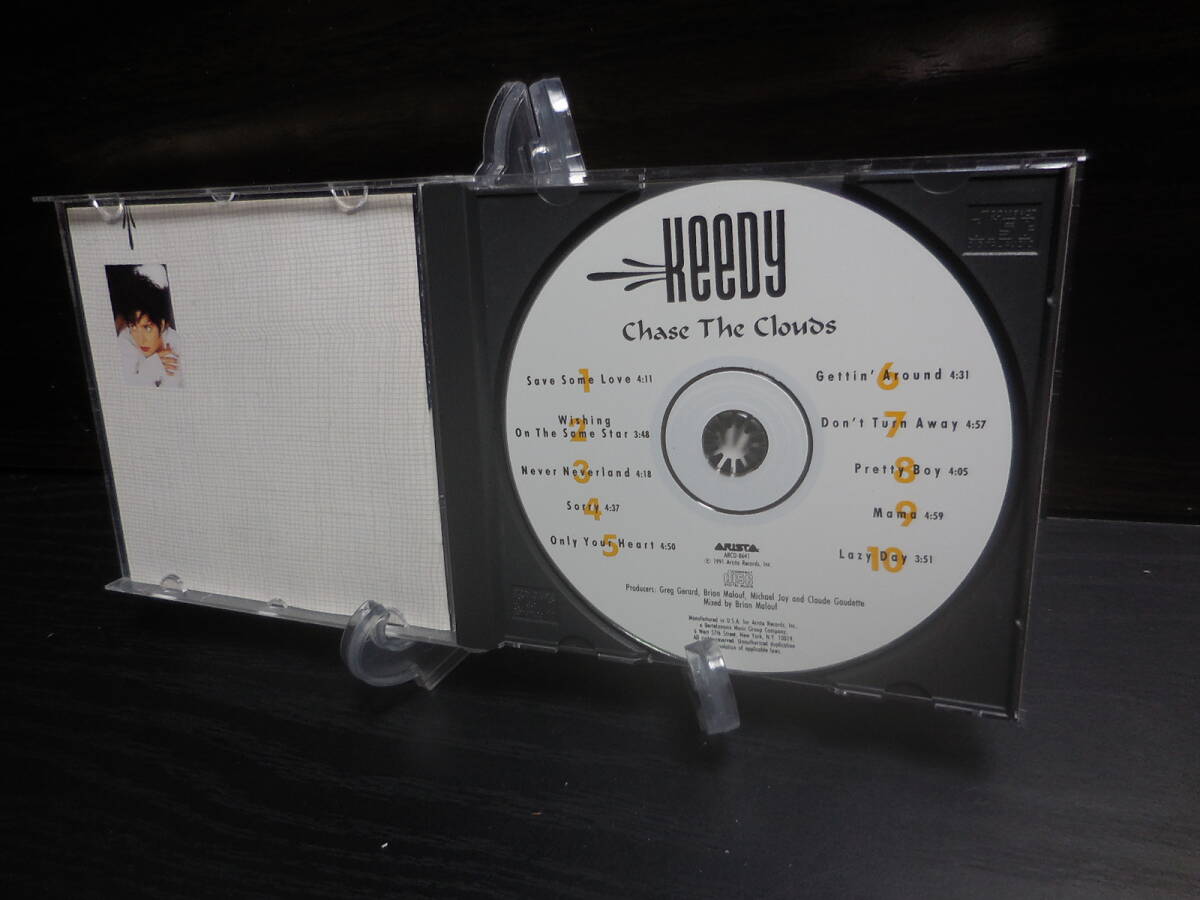 KeeDY
Chase The Clouds
Save Some Love 4:11
1
Wishing
On The Same Star 3:48
2
Never Neverland 4:18
3
Sorry 4:37
4
Only Your Heart 4:50
5
Gettin' Around 4:31
6
Don't Turn Away 4:57
7
Pretty Boy 4:05
8
Mama 4:59
9
Lazy Day 3:51
10
ARISTA
ARCD-8641
℗ 1991 Arista Records, Inc
Producers: Greg Gerard, Brian Malouf, Michael Jay and Claude Gaudette
Mixed by Brian Malouf
Manufactured in U.S.A. for Arista Records, Inc.
a Bertelsmann Music Group Company,
6 West 57th Street, New York, N.Y. 10019.
All rights reserved. Unauthorized duplication
violation of applicable laws.